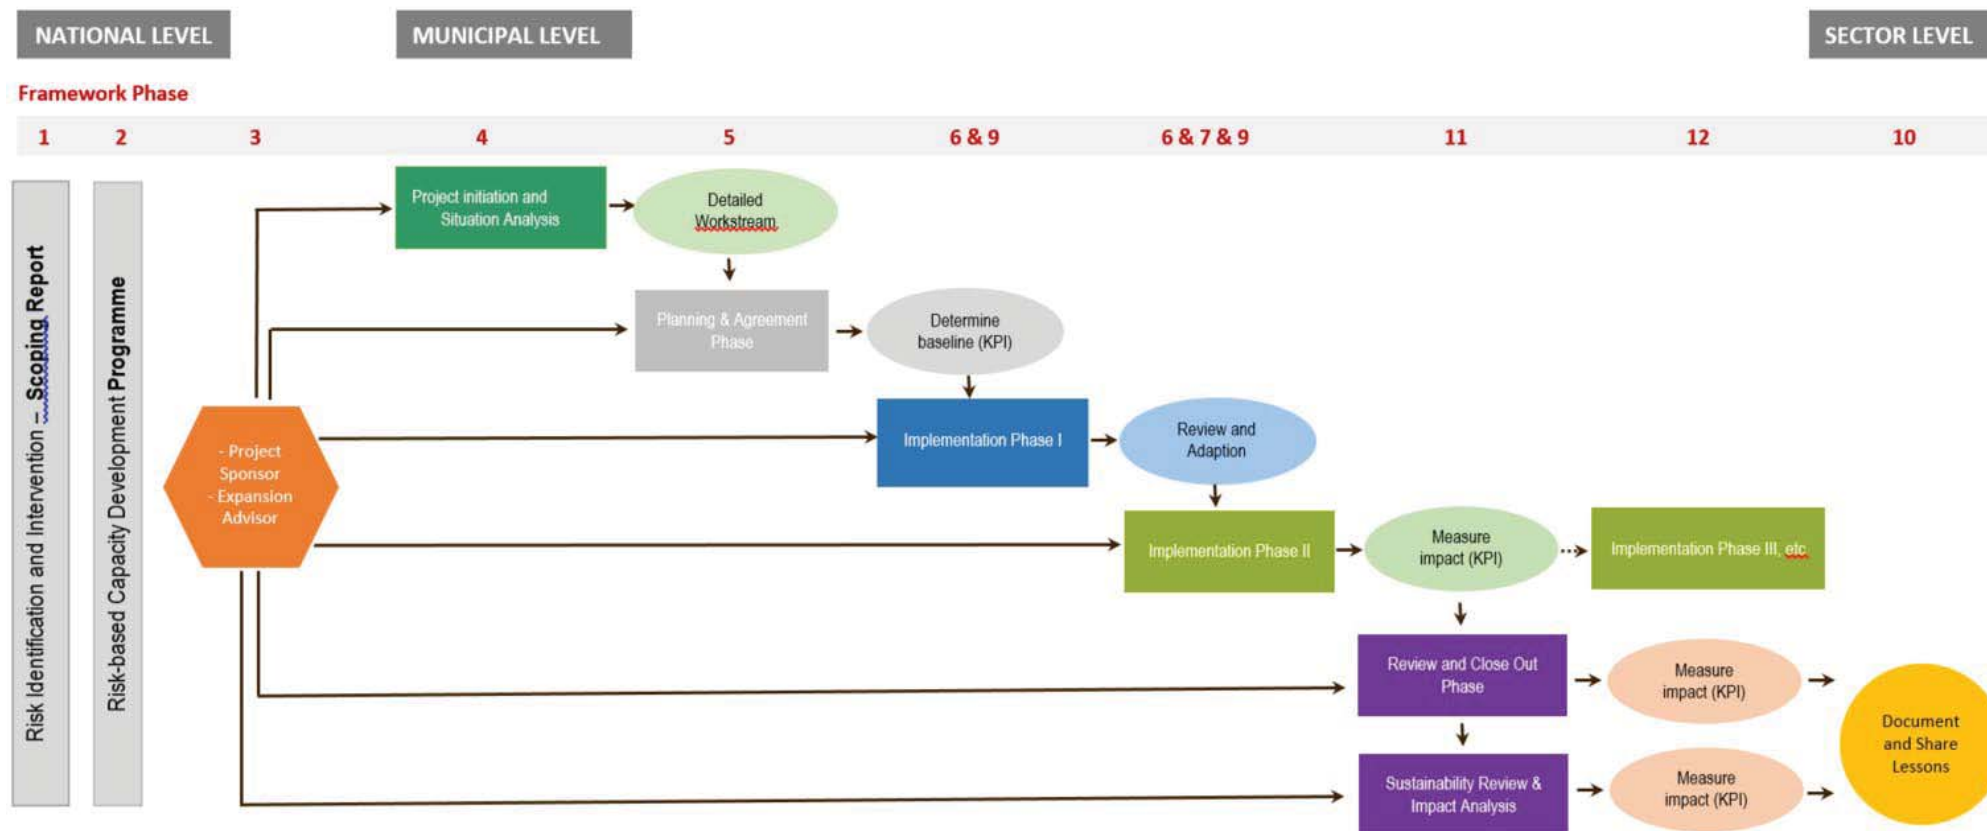 NATIONAL LEVEL
MUNICIPAL LEVEL
SECTOR LEVEL
Framework Phase
1 2 3 4 5 6 & 9 6 & 7 & 9 11 12 10
Risk Identification and Intervention – Scoping Report
Risk-based Capacity Development Programme
- Project
Sponsor
- Expansion
Advisor
Project initiation and
Situation Analysis
Detailed
Workstream
Planning & Agreement
Phase
Determine
baseline (KPI)
Implementation Phase I
Review and
Adaption
Implementation Phase II
Measure
impact (KPI)
Implementation Phase III, etc
Review and Close Out
Phase
Measure
impact (KPI)
Sustainability Review &
Impact Analysis
Measure
impact (KPI)
Document
and Share
Lessons